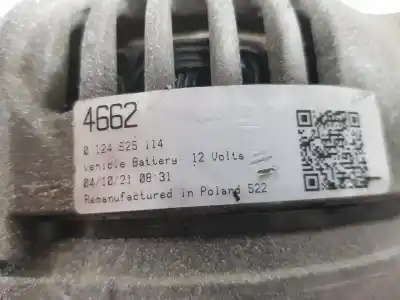 4662
0 124 525 114
Vehicle Battery 12 Volts
04/10/21 08:31
Remanufactured in Poland 522